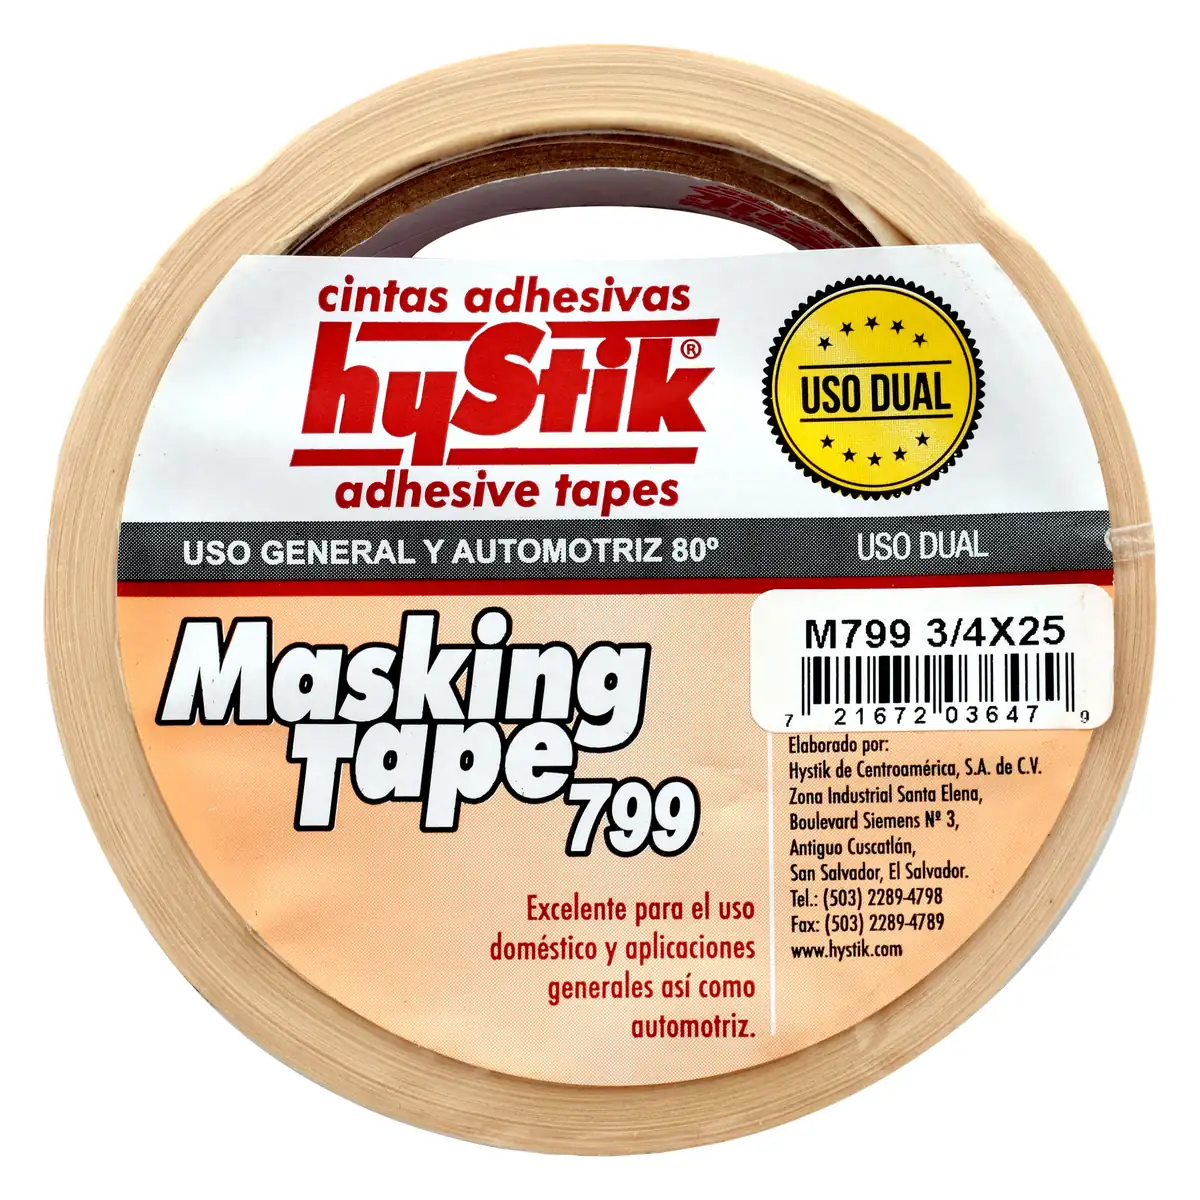 cintas adhesivas
hyStik®
adhesive tapes
USO DUAL
USO GENERAL Y AUTOMOTRIZ 80º
USO DUAL
Masking
Tape
799
M799 3/4X25
7 21672 03647 9
Elaborado por:
Hystik de Centroamérica, S.A. de C.V.
Zona Industrial Santa Elena,
Boulevard Siemens Nº 3,
Antiguo Cuscatlán,
San Salvador, El Salvador.
Tel.: (503) 2289-4798
Fax: (503) 2289-4789
www.hystik.com
Excelente para el uso
doméstico y aplicaciones
generales así como
automotriz.